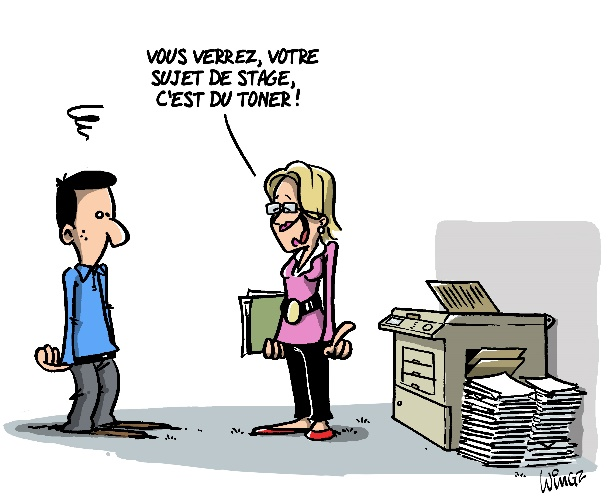 VOUS VERREZ, VOTRE
SUJET DE STAGE,
C'EST DU TONER !
WINGZ